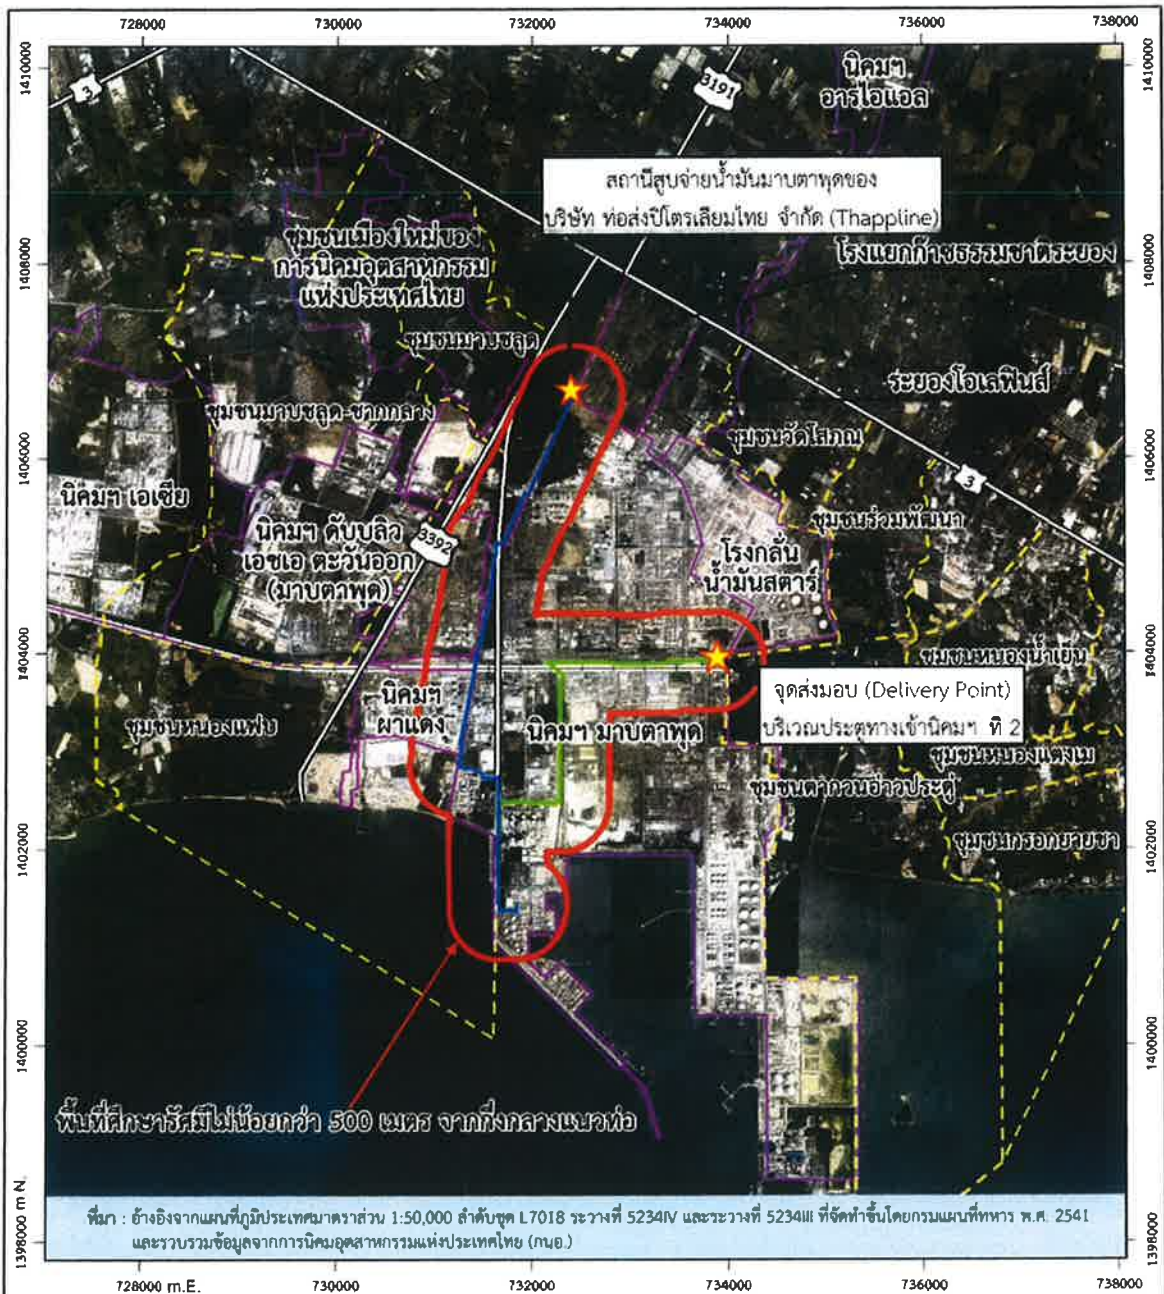 728000 730000 732000 734000 736000 738000
1410000 1410000
3
3191
นิคมฯ
อาร์ไอแอล
สถานีสูบจ่ายน้ำมันมาบตาพุดของ
บริษัท ท่อส่งปิโตรเลียมไทย จำกัด (Thappline)
ชุมชนเมืองใหม่ของ
การนิคมอุตสาหกรรม
แห่งประเทศไทย
โรงแยกก๊าซธรรมชาติระยอง
1408000 1408000
ชุมชนมาบชลูด
ระยองโอเลฟินส์
ชุมชนมาบชลูด-ชากกลาง
ชุมชนวัดโสภณ
1406000 1406000
3
นิคมฯ เอเซีย
ชุมชนร่วมพัฒนา
นิคมฯ ดับบลิว
เอชเอ ตะวันออก
(มาบตาพุด)
3392
โรงกลั่น
น้ำมันสตาร์
1404000 1404000
ชุมชนหนองน้ำเย็น
จุดส่งมอบ (Delivery Point)
บริเวณประตูทางเข้านิคมฯ ที่ 2
นิคมฯ
ผาแดง
ชุมชนหนองแฟบ
นิคมฯ มาบตาพุด
ชุมชนหนองแตงเม
ชุมชนตากวนอ่าวประดู่
1402000 1402000
ชุมชนกรอกยายชา
1400000 1400000
พื้นที่ศึกษารัศมีไม่น้อยกว่า 500 เมตร จากกึ่งกลางแนวท่อ
ที่มา : อ้างอิงจากแผนที่ภูมิประเทศมาตราส่วน 1:50,000 ลำดับชุด L7018 ระวางที่ 5234IV และระวางที่ 5234III ที่จัดทำขึ้นโดยกรมแผนที่ทหาร พ.ศ. 2541
และรวบรวมข้อมูลจากการนิคมอุตสาหกรรมแห่งประเทศไทย (กนอ.)
1398000 m N. 1398000
728000 m.E. 730000 732000 734000 736000 738000